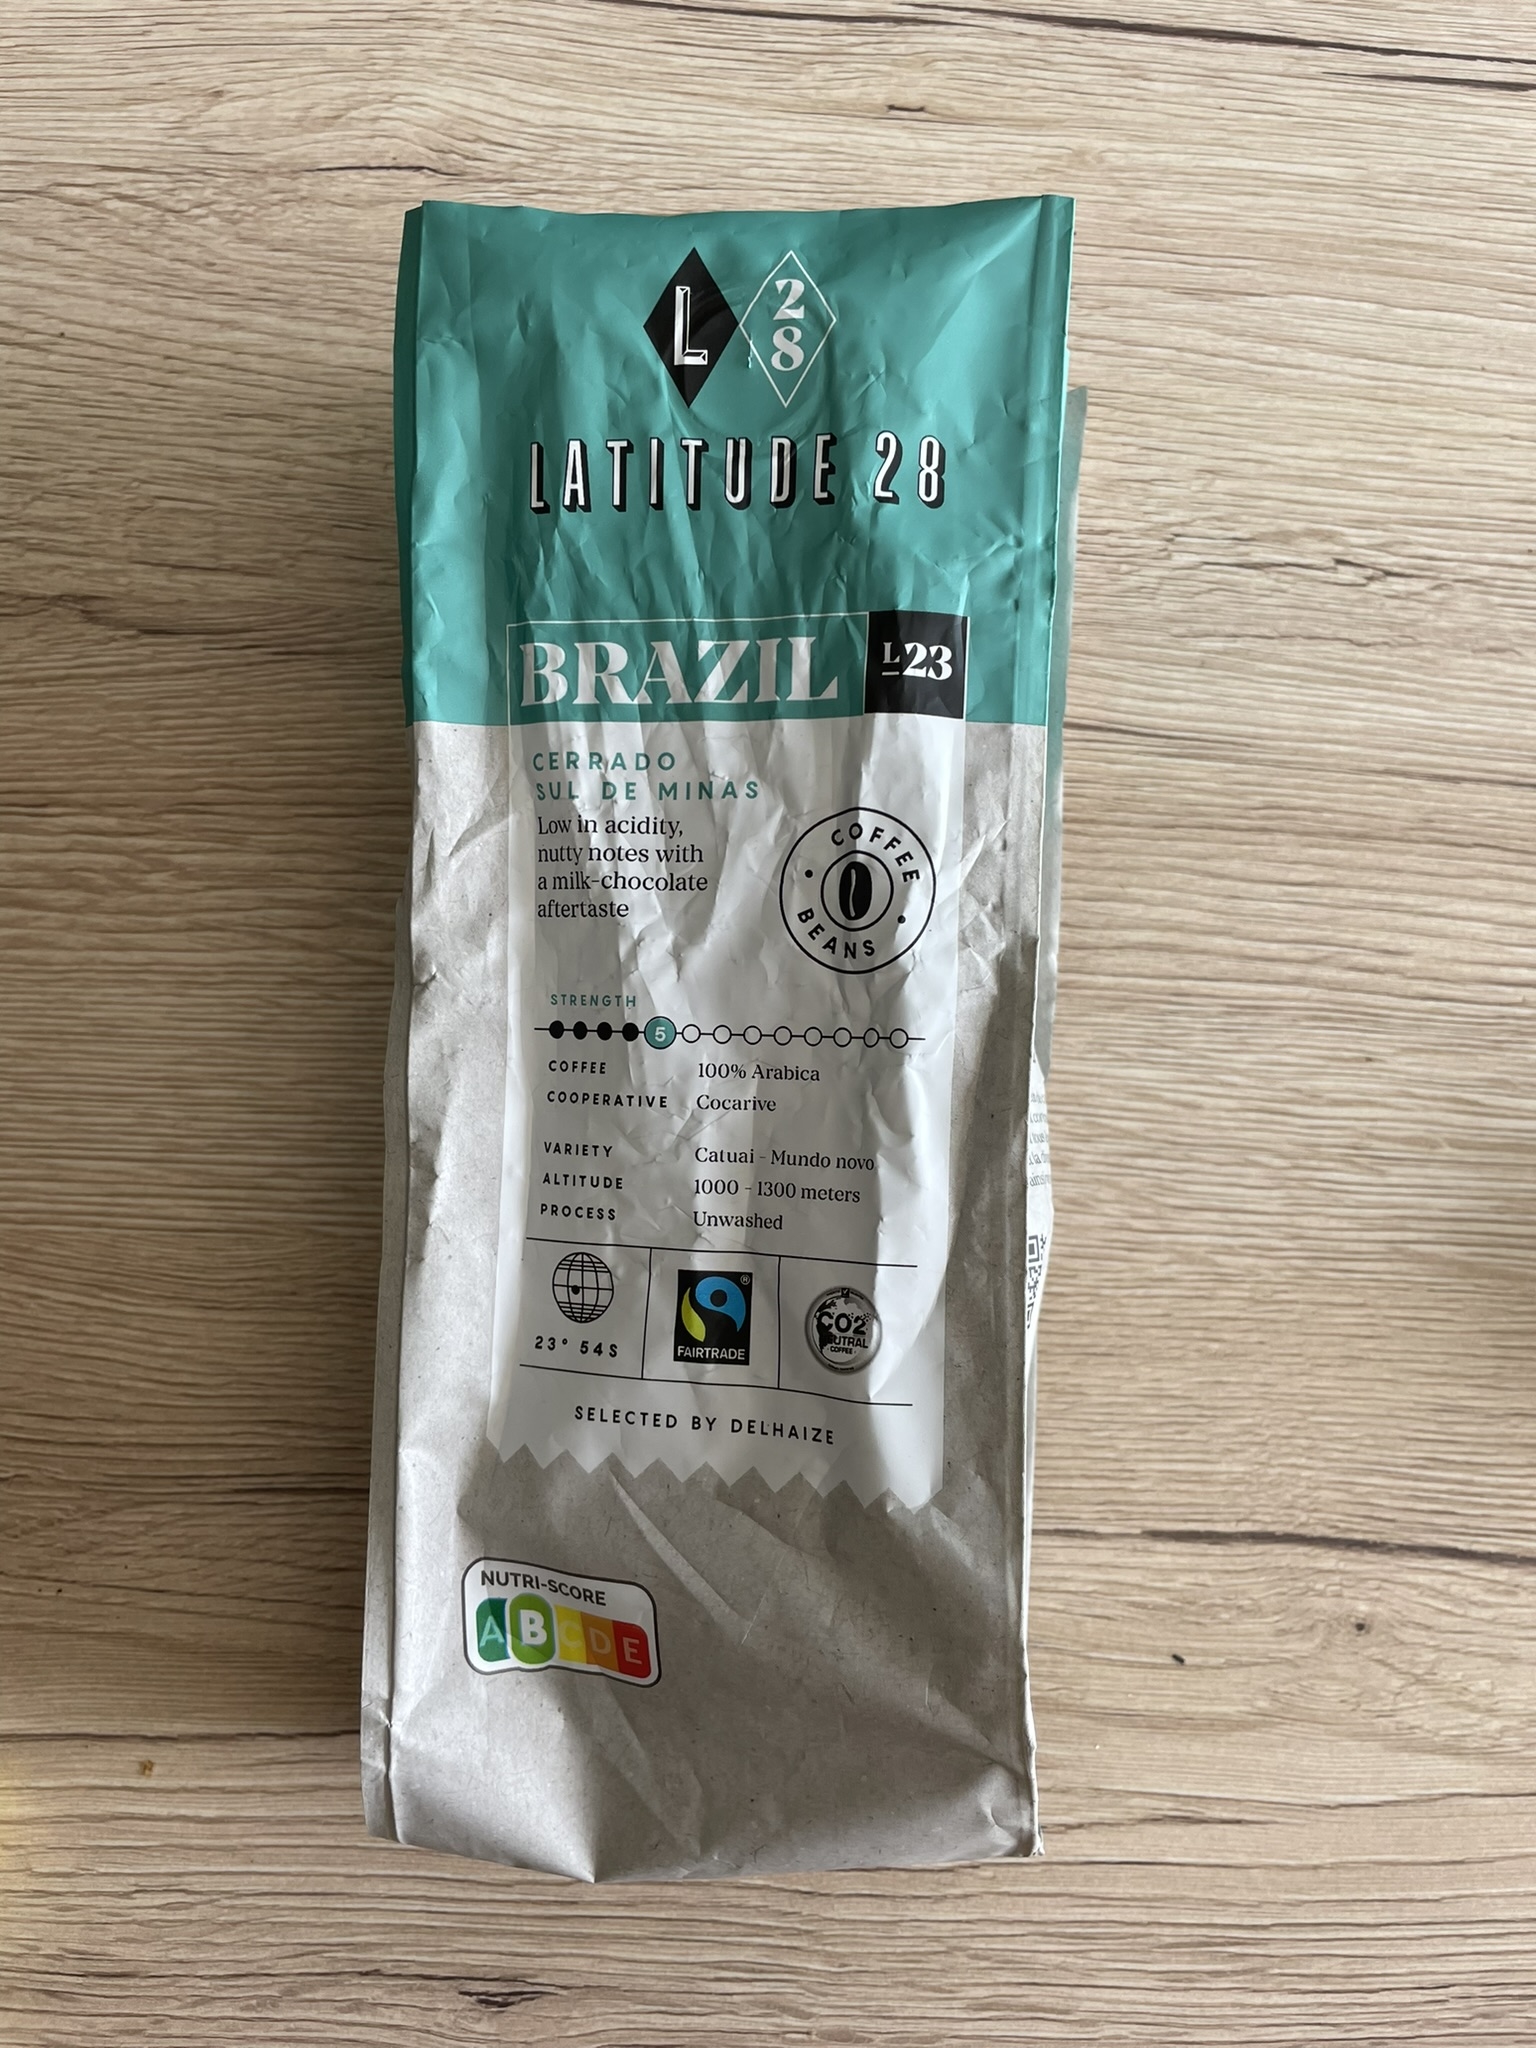 L 2
8
LATITUDE 28
BRAZIL L23
CERRADO
SUL DE MINAS
Low in acidity,
nutty notes with
a milk-chocolate
aftertaste
COFFEE
BEANS
STRENGTH
5
COFFEE 100% Arabica
COOPERATIVE Cocarive
VARIETY Catuai - Mundo novo
ALTITUDE 1000 - 1300 meters
PROCESS Unwashed
23° 54S
®
FAIRTRADE
CO2
NEUTRAL
COFFEE
SELECTED BY DELHAIZE
NUTRI-SCORE
A B C D E